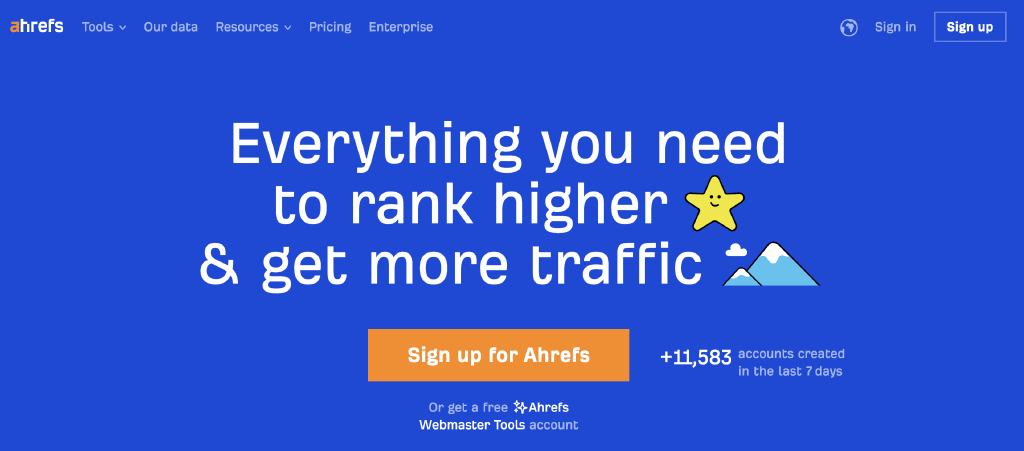 ahrefs Tools Our data Resources Pricing Enterprise Sign in Sign up
Everything you need
to rank higher
& get more traffic
Sign up for Ahrefs
+11,583 accounts created
in the last 7 days
Or get a free Ahrefs
Webmaster Tools account